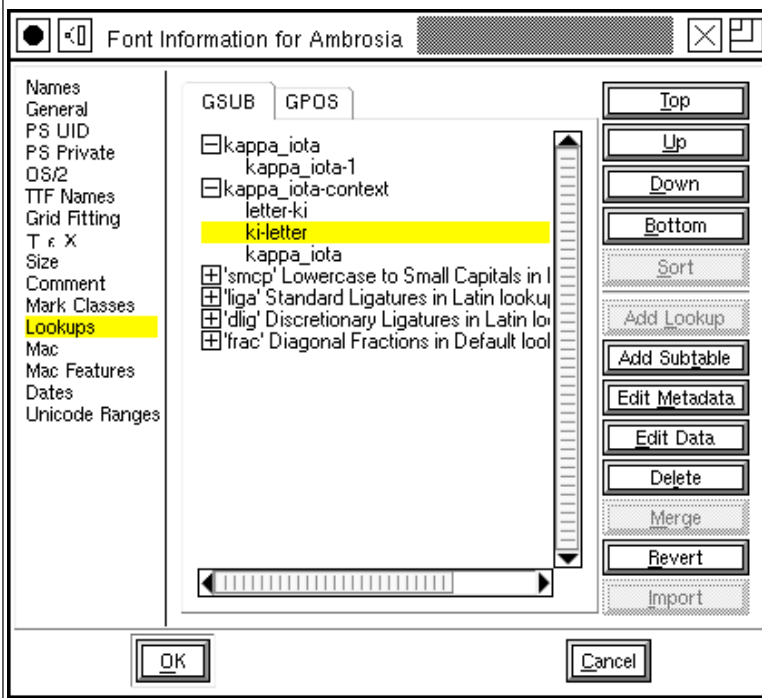 Font Information for Ambrosia
Names
General
PS UID
PS Private
OS/2
TTF Names
Grid Fitting
T ε X
Size
Comment
Mark Classes
Lookups
Mac
Mac Features
Dates
Unicode Ranges
GSUB GPOS
kappa_iota
kappa_iota-1
kappa_iota-context
letter-ki
ki-letter
kappa_iota
'smcp' Lowercase to Small Capitals in l
'liga' Standard Ligatures in Latin lookup
'dlig' Discretionary Ligatures in Latin lo
'frac' Diagonal Fractions in Default lool
Top
Up
Down
Bottom
Sort
Add Lookup
Add Subtable
Edit Metadata
Edit Data
Delete
Merge
Revert
Import
OK Cancel